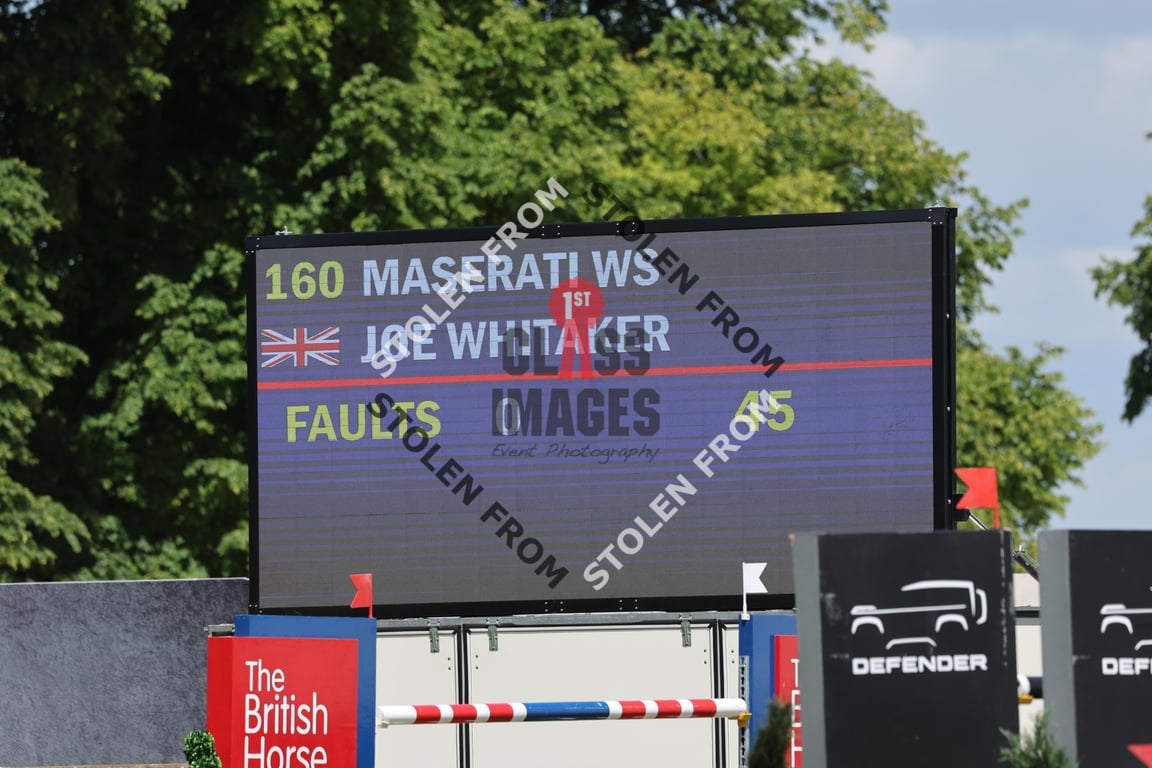 160 MASERATI WS
JOE WHITAKER
FAULTS 0 45
STOLEN FROM
STOLEN FROM
STOLEN FROM
STOLEN FROM
1ST
CLASS
IMAGES
Event Photography
The
British
Horse
DEFENDER